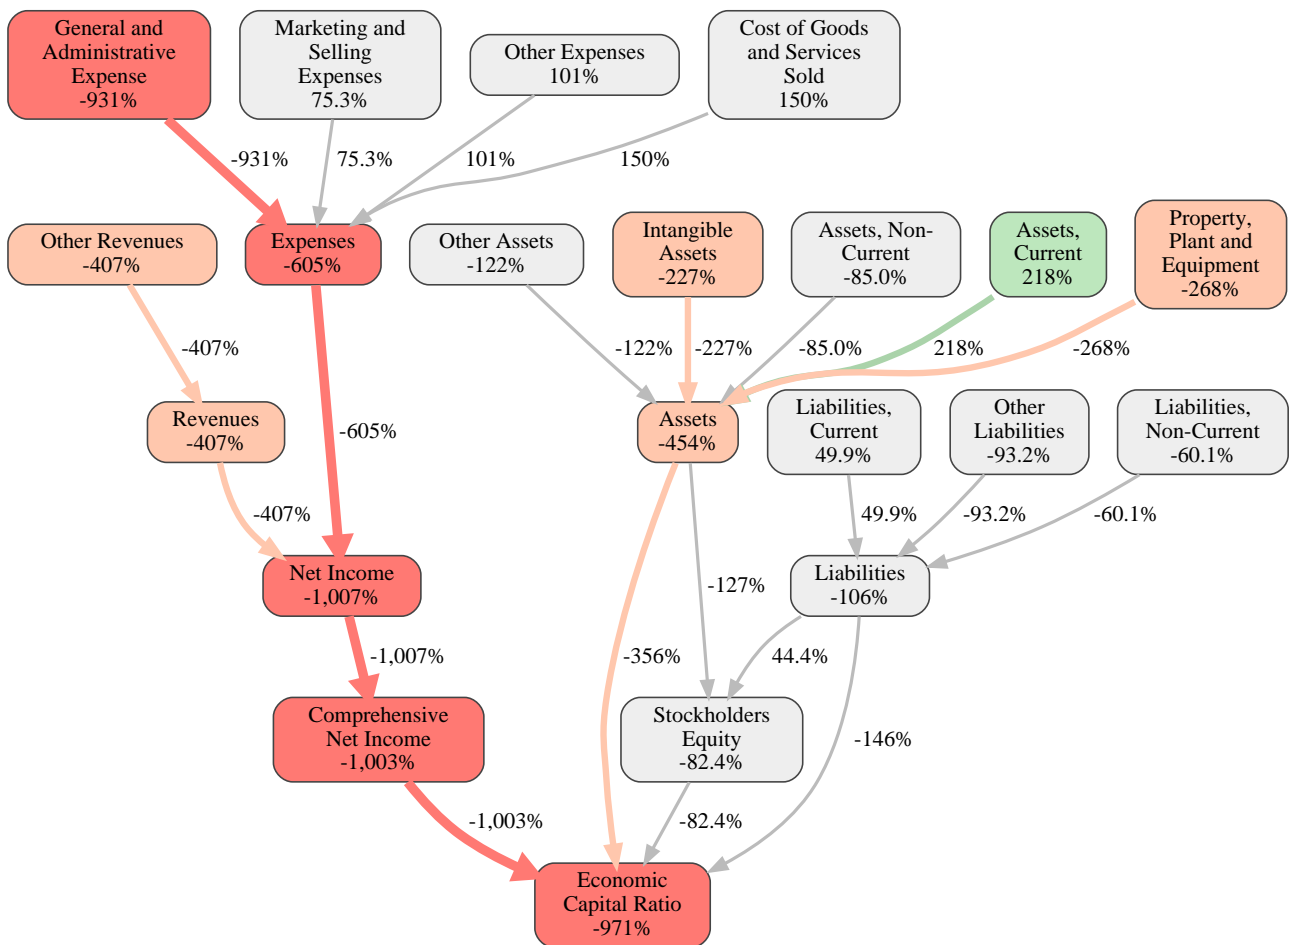 General and
Administrative
Expense
-931%
Marketing and
Selling
Expenses
75.3%
Other Expenses
101%
Cost of Goods
and Services
Sold
150%
-931%
75.3%
101%
150%
Other Revenues
-407%
Expenses
-605%
Other Assets
-122%
Intangible
Assets
-227%
Assets, Non-
Current
-85.0%
Assets,
Current
218%
Property,
Plant and
Equipment
-268%
-407%
-122%
-227%
-85.0%
218%
-268%
Revenues
-407%
-605%
Assets
-454%
Liabilities,
Current
49.9%
Other
Liabilities
-93.2%
Liabilities,
Non-Current
-60.1%
-407%
49.9%
-93.2%
-60.1%
Net Income
-1,007%
-127%
Liabilities
-106%
-1,007%
-356%
44.4%
Comprehensive
Net Income
-1,003%
Stockholders
Equity
-82.4%
-146%
-1,003%
-82.4%
Economic
Capital Ratio
-971%